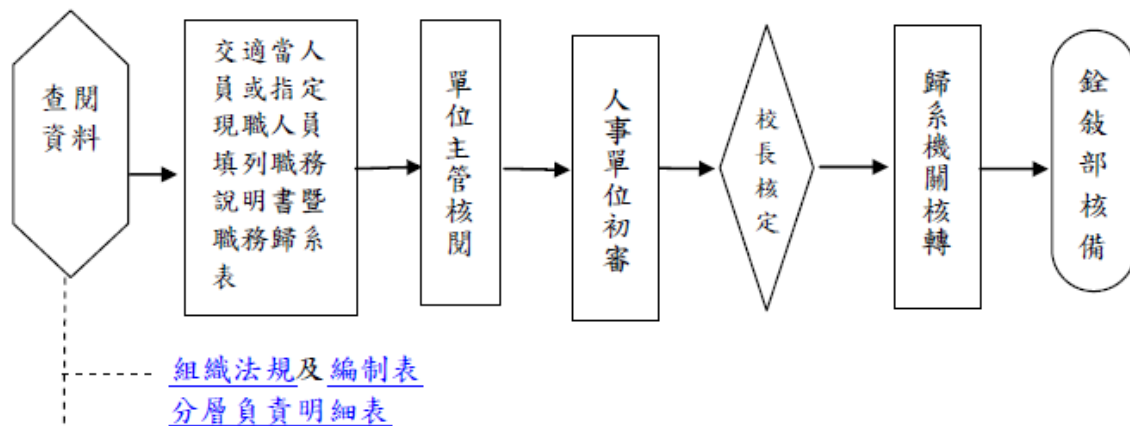 查閱
資料
交適當人
員或指定
現職人員
填列職務
說明書暨
職務歸系
表
單位主管核閱
人事單位初審
校長核定
歸系機關核轉
銓敍部核備
組織法規及編制表
分層負責明細表